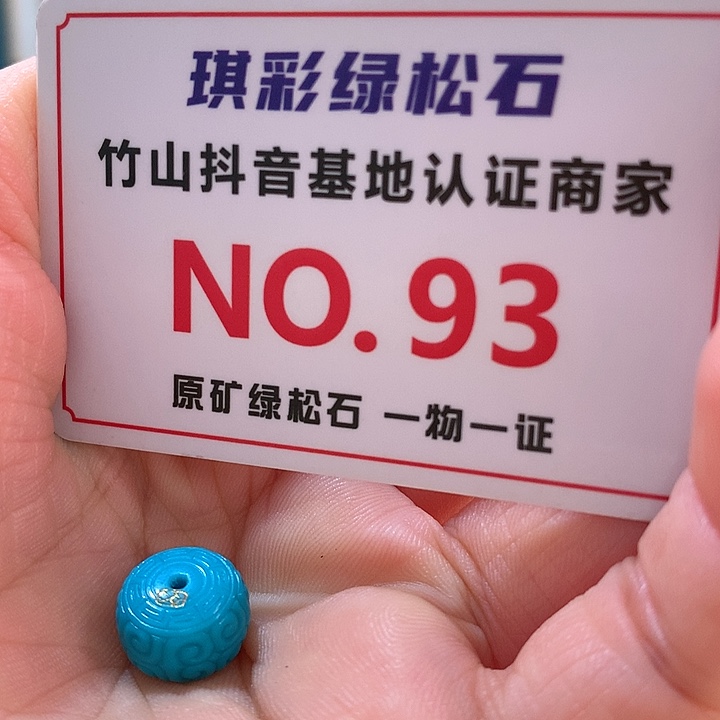 琪彩绿松石
竹山抖音基地认证商家
NO. 93
原矿绿松石 一物一证